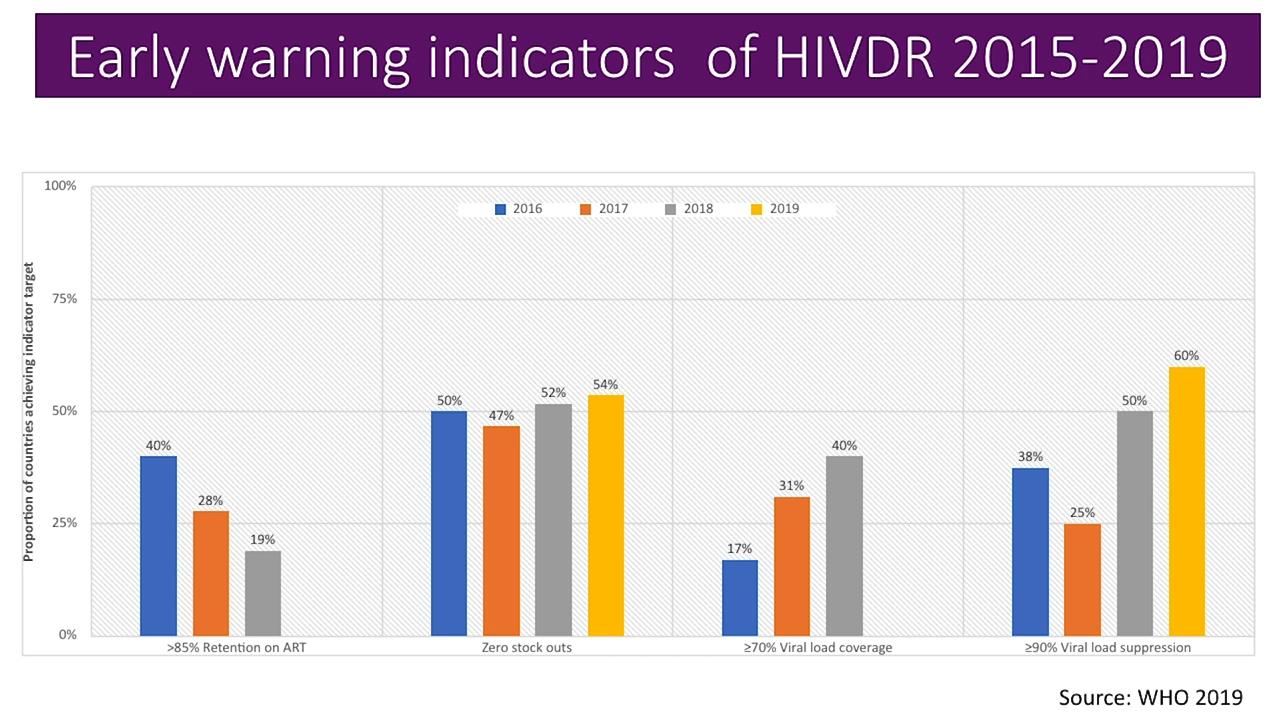 Early warning indicators of HIVDR 2015-2019
100%
75%
50%
25%
0%
Proportion of countries achieving indicator target
2016 2017 2018 2019
40%
28%
19%
50%
47%
52%
54%
17%
31%
40%
38%
25%
50%
60%
>85% Retention on ART
Zero stock outs
≥70% Viral load coverage
≥90% Viral load suppression
Source: WHO 2019